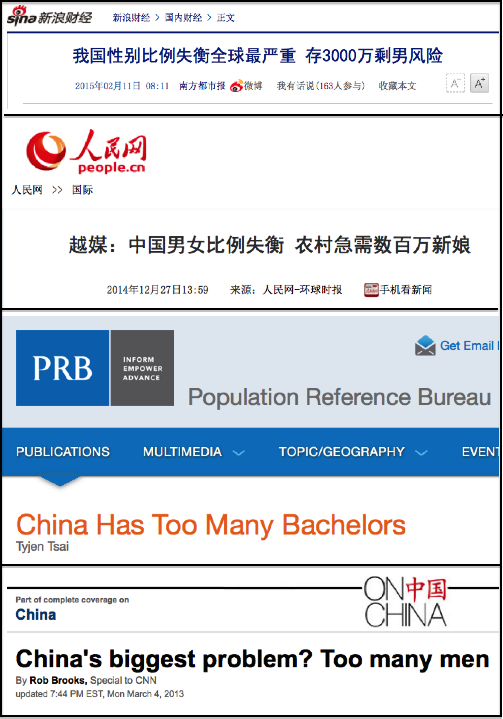 sina 新浪财经 新浪财经 > 国内财经 > 正文
我国性别比例失衡全球最严重 存3000万剩男风险
2015年02月11日 08:11 南方都市报 微博 我有话说(163人参与) 收藏本文 A- A+
人民网
people.cn
人民网 >> 国际
越媒：中国男女比例失衡 农村急需数百万新娘
2014年12月27日13:59 来源：人民网-环球时报 手机看新闻
PRB INFORM EMPOWER ADVANCE
Get Email
Population Reference Bureau
PUBLICATIONS MULTIMEDIA TOPIC/GEOGRAPHY EVENT
China Has Too Many Bachelors
Tyjen Tsai
Part of complete coverage on
China
ON中国
CHINA
China's biggest problem? Too many men
By Rob Brooks, Special to CNN
updated 7:44 PM EST, Mon March 4, 2013